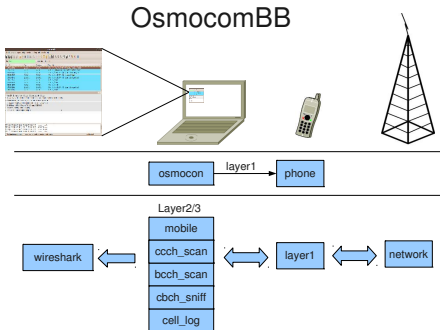 OsmocomBB
osmocon
layer1
phone
Layer2/3
mobile
ccch_scan
bcch_scan
cbch_sniff
cell_log
wireshark
layer1
network